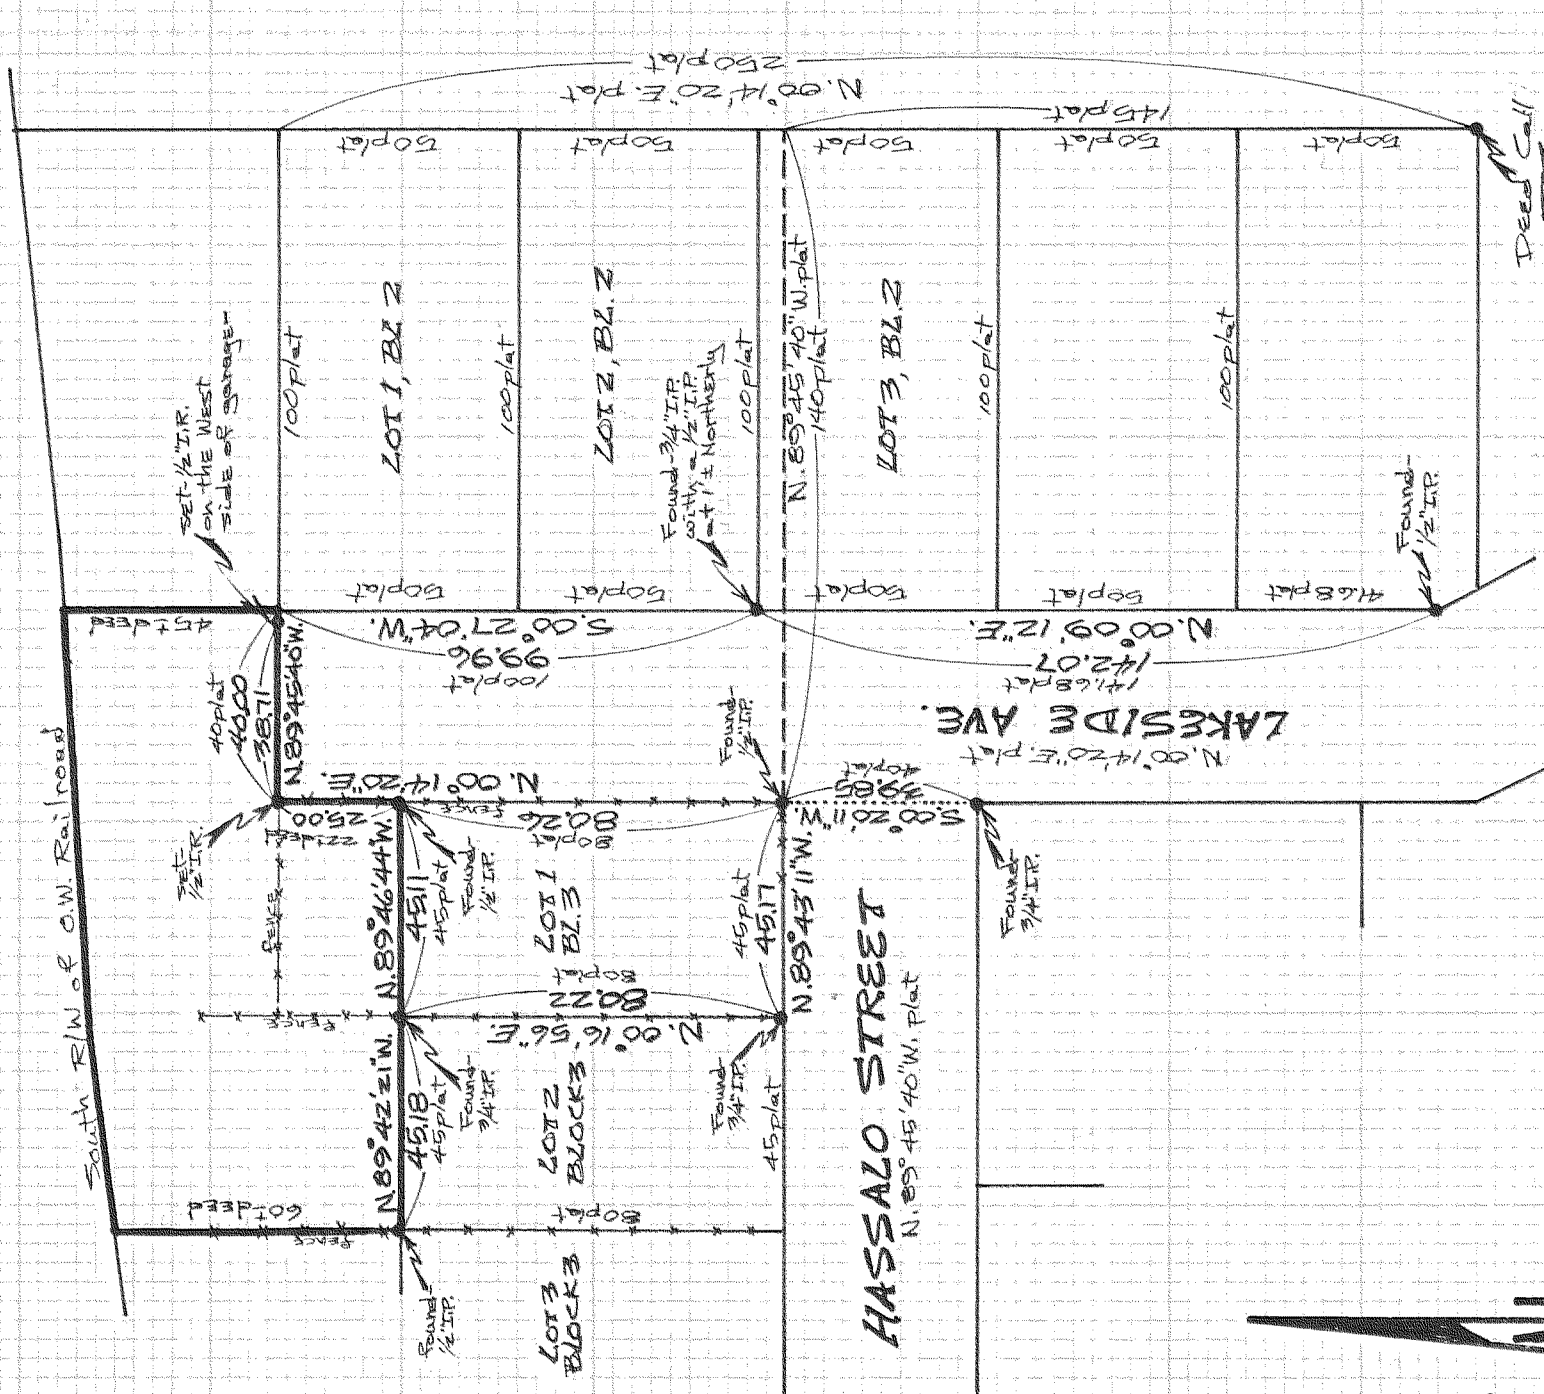 250 plat
N. 00° 14' 20" E. plat
145 plat
Deed Call
50 plat
50 plat
50 plat
50 plat
50 plat
Set-1/2" I.R.
on the West
side of garage-
100 plat
LOT 1, BL 2
100 plat
LOT 2, BL. 2
Found-3/4" I.P.
with a 1/2" I.P.
at 1'± Northerly
100 plat
N. 89° 45' 40" W. plat
140 plat
LOT 3, BL. 2
100 plat
100 plat
Found-
1/2" I.P.
45± deed
50 plat
50 plat
50 plat
50 plat
41.68 plat
S. 00° 27' 04" W.
99.96
100 plat
N. 00° 09' 12" E.
142.07
141.68 plat
LAKESIDE AVE.
N. 00° 14' 20" E. plat
40 plat
40.00
38.71
N. 89° 45' 40" W.
Found-
1/2" I.P.
N. 00° 14' 20" E.
40 plat
39.85
S. 00° 20' 11" W.
South R/W of O.W. Railroad
Set-
1/2" I.R.
25.00
fence
80.26
80 plat
fence
N. 89° 46' 44" W.
45.11
45 plat
Found-
1/2" I.P.
LOT 1
BL. 3
45 plat
45.17
N. 89° 43' 11" W.
Found-
3/4" I.P.
80 plat
80.22
N. 00° 16' 56" E.
fence
N. 89° 42' 21" W.
45.18
45 plat
Found-
3/4" I.P.
LOT 2
BLOCK 3
Found-
3/4" I.P.
45 plat
HASSALO STREET
N. 89° 45' 40" W. plat
60± deed
fence
80 plat
Found-
1/2" I.P.
LOT 3
BLOCK 3